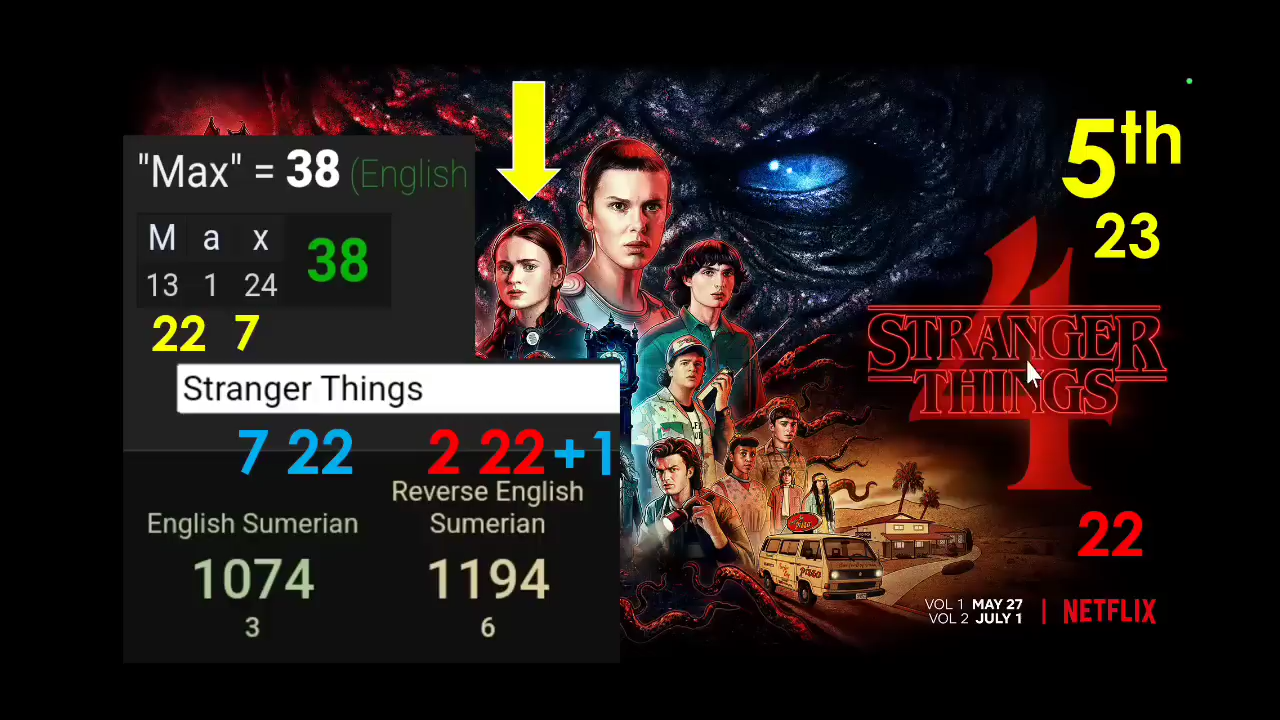 "Max" = 38 (English
M a x
13 1 24
38
22 7
Stranger Things
7 22
2 22+1
English Sumerian
1074
3
Reverse English
Sumerian
1194
6
5th
23
4
STRANGER
THINGS
22
VOL 1 MAY 27
VOL 2 JULY 1
| NETFLIX